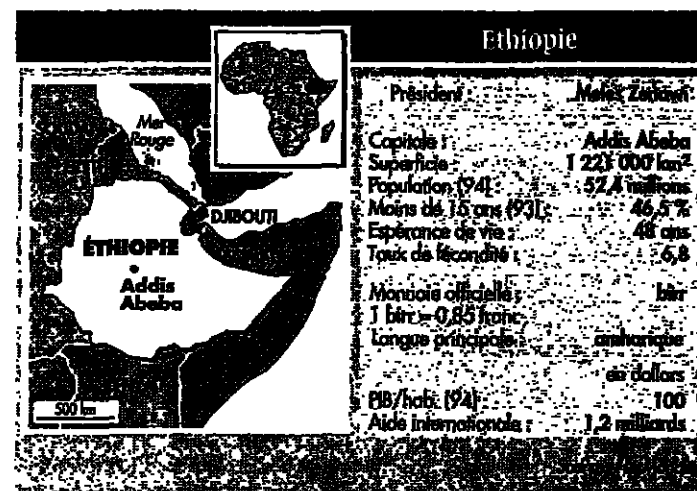 Ethiopie
Mer
Rouge
DJIBOUTI
ÉTHIOPIE
Addis
Abeba
500 km
Président : Meles Zenawi
Capitale : Addis Abeba
Superficie : 1 221 000 km²
Population (94) : 52,4 millions
Moins de 15 ans (93) : 46,5 %
Espérance de vie : 48 ans
Taux de fécondité : 6,8
Monnaie officielle : birr
1 birr = 0,85 franc
Langue principale : amharique
en dollars
PIB/habi. (94) 100
Aide internationale : 1,2 milliards